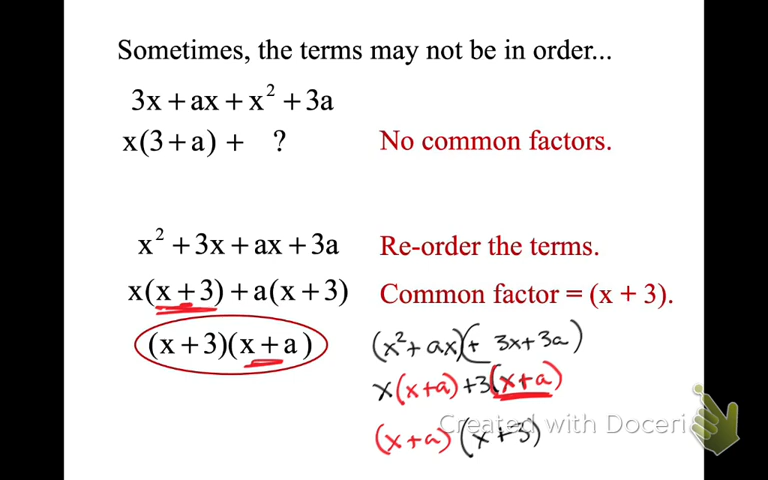 Sometimes, the terms may not be in order...
3x + ax + x² + 3a
x(3 + a) + ? No common factors.
x² + 3x + ax + 3a Re-order the terms.
x(x + 3) + a(x + 3) Common factor = (x + 3).
(x + 3)(x + a) (x² + ax)(+ 3x + 3a)
x(x+a) +3(x+a)
(x+a)(x+3)
Created with Doceri